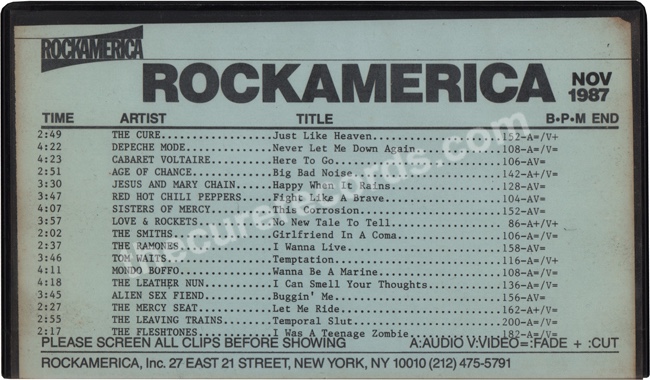 ROCKAMERICA
ROCKAMERICA NOV 1987
TIME ARTIST TITLE B•P•M END
2:49 THE CURE..................Just Like Heaven.....................152-A=/V+
4:22 DEPECHE MODE..............Never Let Me Down Again..............108-A=/V=
4:23 CABARET VOLTAIRE..........Here To Go...........................106-AV=
2:51 AGE OF CHANCE.............Big Bad Noise........................142-A+/V=
3:30 JESUS AND MARY CHAIN......Happy When It Rains..................128-AV=
3:47 RED HOT CHILI PEPPERS.....Fight Like A Brave...................104-AV=
4:07 SISTERS OF MERCY..........This Corrosion.......................152-AV=
3:57 LOVE & ROCKETS............No New Tale To Tell.................. 86-A+/V+
2:02 THE SMITHS................Girlfriend In A Coma.................106-A=/V=
2:37 THE RAMONES...............I Wanna Live.........................158-AV=
3:46 TOM WAITS.................Temptation...........................116-A=/V+
4:11 MONDO BOFFO...............Wanna Be A Marine....................108-A=/V=
4:18 THE LEATHER NUN...........I Can Smell Your Thoughts............136-A=/V=
3:45 ALIEN SEX FIEND...........Buggin' Me...........................156-AV=
2:27 THE MERCY SEAT............Let Me Ride..........................162-A+/V=
2:55 THE LEAVING TRAINS........Temporal Slut........................200-A=/V=
2:17 THE FLESHTONES............I Was A Teenage Zombie...............182-A=/V=
PLEASE SCREEN ALL CLIPS BEFORE SHOWING A:AUDIO V:VIDEO=:FADE + :CUT
ROCKAMERICA, Inc. 27 EAST 21 STREET, NEW YORK, NY 10010 (212) 475-5791
thecurerecords.com